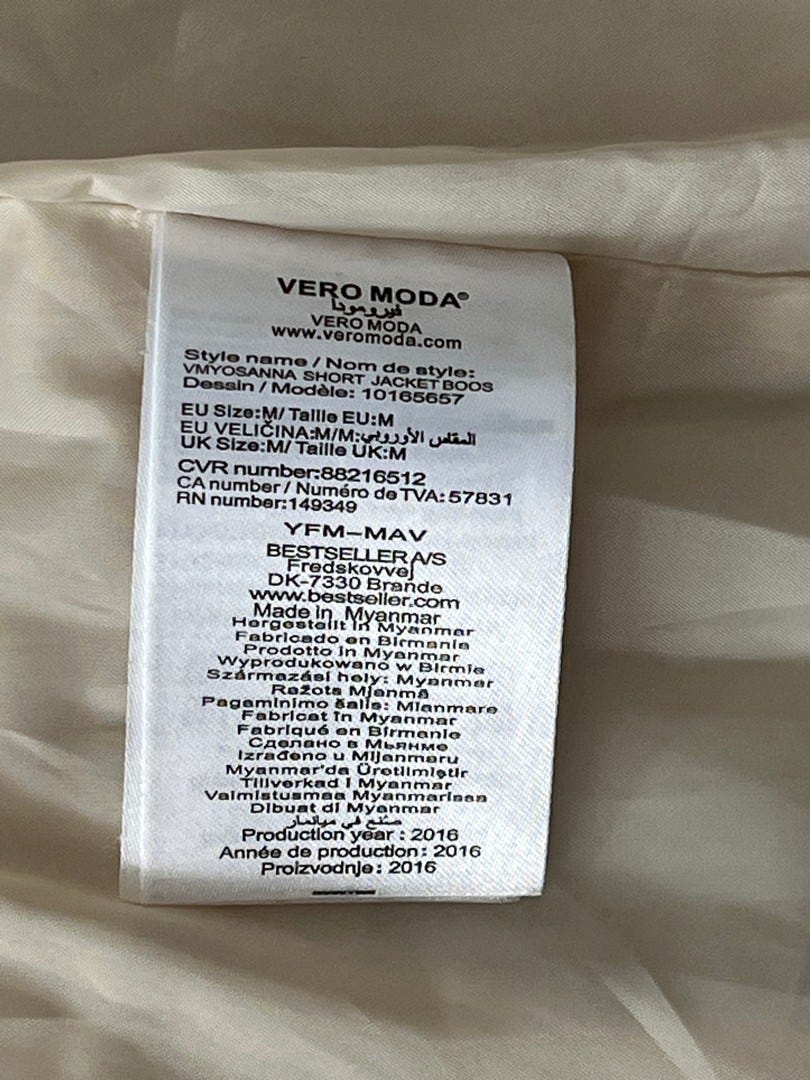 VERO MODA®
فيرومودا
VERO MODA
www.veromoda.com
Style name / Nom de style:
VMYOSANNA SHORT JACKET BOOS
Dessin / Modèle: 10165657
EU Size:M/ Taille EU:M
EU VELIČINA:M/M:المقاس الأوروبي
UK Size:M/ Taille UK:M
CVR number:88216512
CA number / Numéro de TVA: 57831
RN number:149349
YFM-MAV
BESTSELLER A/S
Fredskovvej
DK-7330 Brande
www.bestseller.com
Made in Myanmar
Hergestellt in Myanmar
Fabricado en Birmania
Prodotto in Myanmar
Wyprodukowano w Birmie
Származási hely: Myanmar
Ražots Mjanmā
Pagaminimo šalis: Mianmare
Fabricat în Myanmar
Fabriqué en Birmanie
Сделано в Мьянме
Izrađeno u Mijanmaru
Myanmar'da Üretilmiştir
Tillverkad i Myanmar
Valmistusmaa Myanmarissa
Dibuat di Myanmar
صنع في ميانمار
Production year : 2016
Année de production: 2016
Proizvodnje: 2016